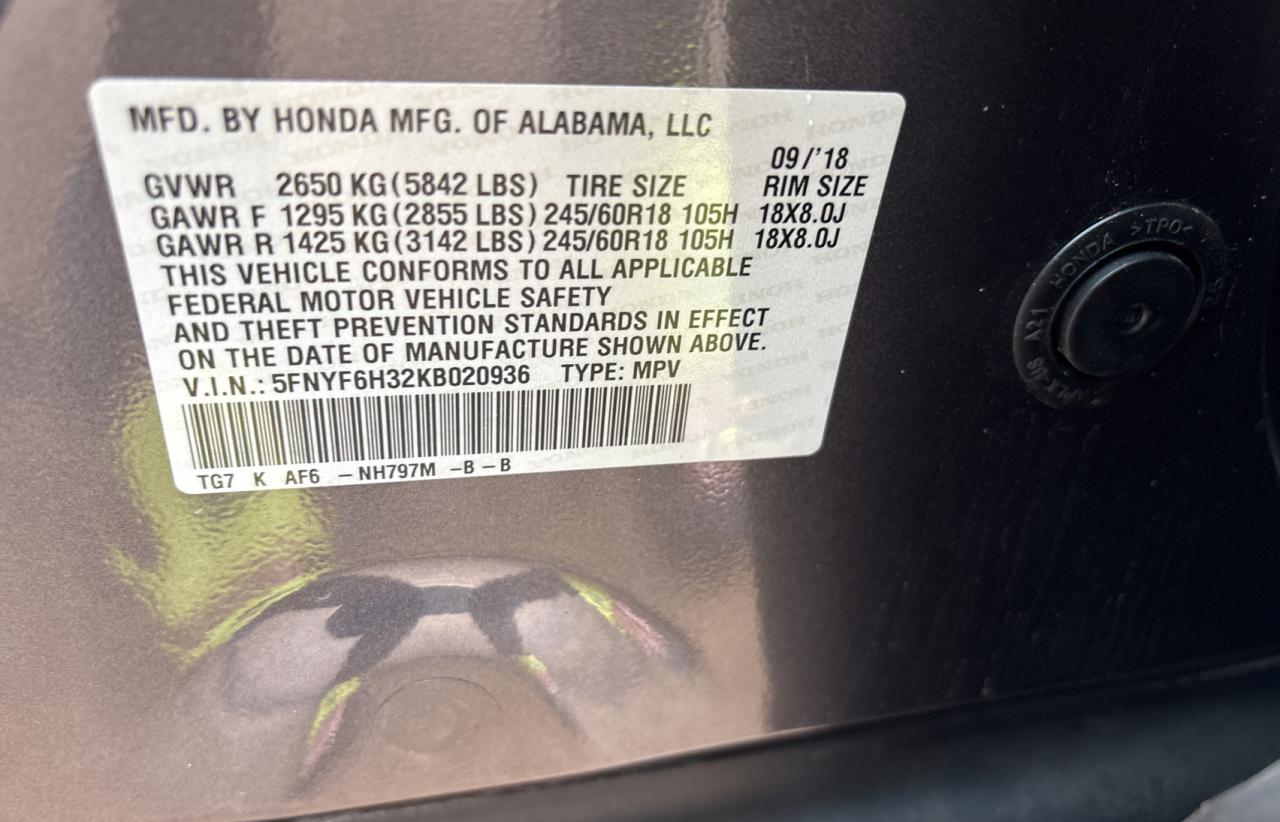 MFD. BY HONDA MFG. OF ALABAMA, LLC
09/'18
GVWR 2650 KG(5842 LBS) TIRE SIZE RIM SIZE
GAWR F 1295 KG(2855 LBS) 245/60R18 105H 18X8.0J
GAWR R 1425 KG(3142 LBS) 245/60R18 105H 18X8.0J
THIS VEHICLE CONFORMS TO ALL APPLICABLE
FEDERAL MOTOR VEHICLE SAFETY
AND THEFT PREVENTION STANDARDS IN EFFECT
ON THE DATE OF MANUFACTURE SHOWN ABOVE.
V.I.N.: 5FNYF6H32KB020936 TYPE: MPV
TG7 K AF6 -NH797M -B-B
A21 HONDA